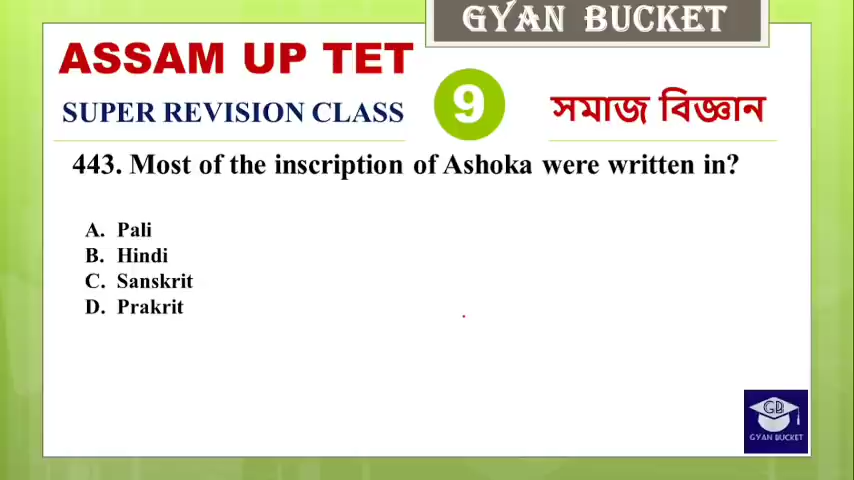 GYAN BUCKET
ASSAM UP TET
SUPER REVISION CLASS
9
সমাজ বিজ্ঞান
443. Most of the inscription of Ashoka were written in?
A. Pali
B. Hindi
C. Sanskrit
D. Prakrit
GB
GYAN BUCKET